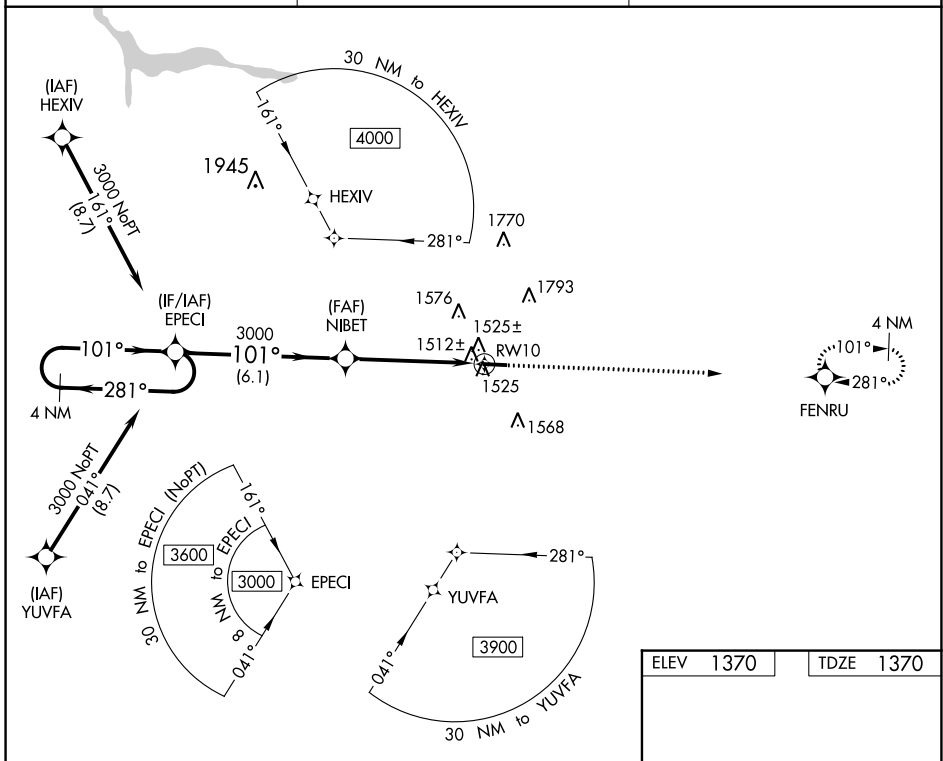 (IAF)
HEXIV
3000 NoPT
161°
(8.7)
1945
30 NM to HEXIV
161°
4000
HEXIV
281°
1770
1793
1576
1525±
1512±
RW10
1525
1568
(IF/IAF)
EPECI
101°
281°
4 NM
3000
101°
(6.1)
(FAF)
NIBET
4 NM
101°
281°
FENRU
3000 NoPT
041°
(8.7)
(IAF)
YUVFA
30 NM to EPECI (NoPT)
161°
3600
8 NM to EPECI
3000
EPECI
041°
281°
YUVFA
3900
041°
30 NM to YUVFA
ELEV 1370
TDZE 1370